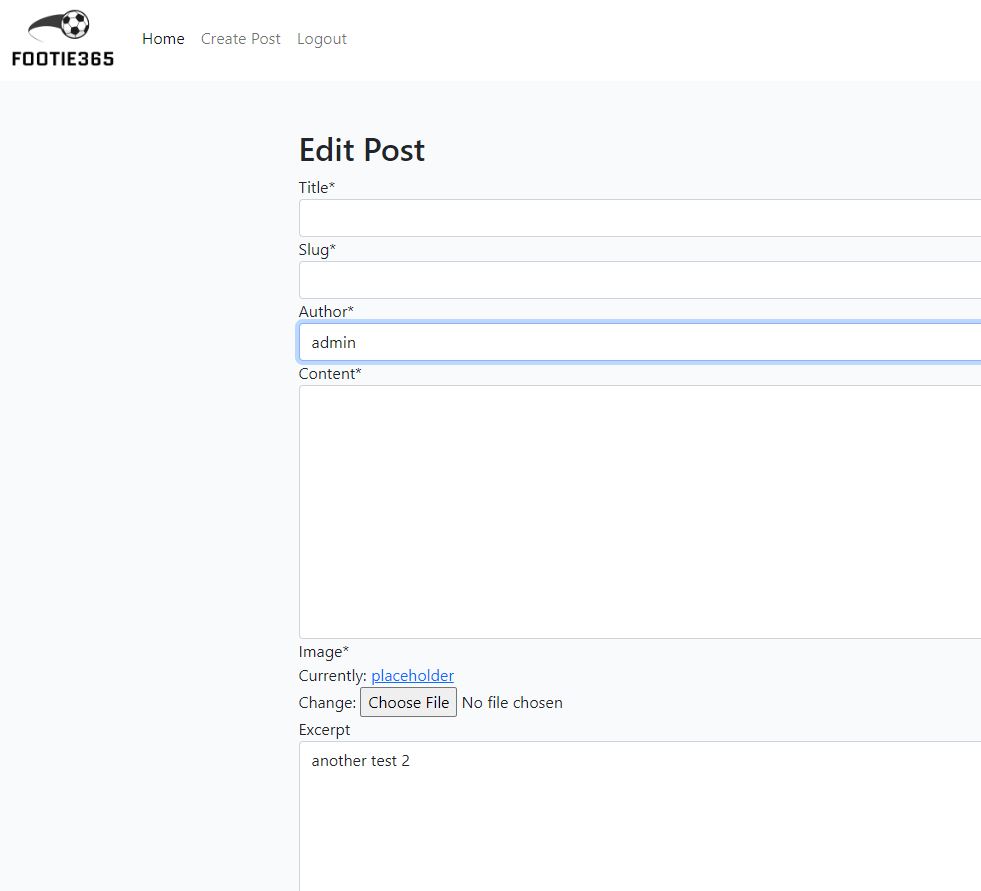 FOOTIE365
Home Create Post Logout
Edit Post
Title*
Slug*
Author*
admin
Content*
Image*
Currently: placeholder
Change: Choose File No file chosen
Excerpt
another test 2